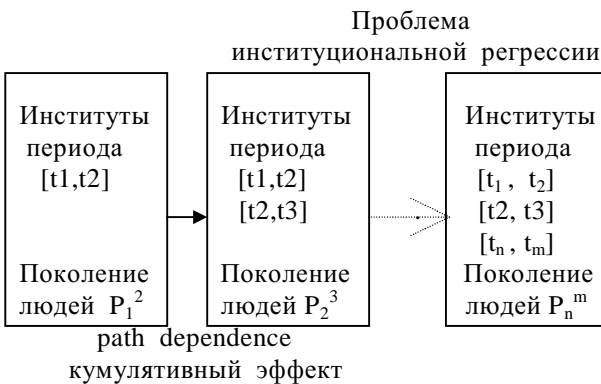 Проблема
институциональной регрессии
Институты
периода
[t1,t2]
Поколение
людей P₁²
Институты
периода
[t1,t2]
[t2,t3]
Поколение
людей P₂³
Институты
периода
[t₁ , t₂]
[t2, t3]
[tₙ , tₘ]
Поколение
людей Pₙᵐ
path dependence
кумулятивный эффект